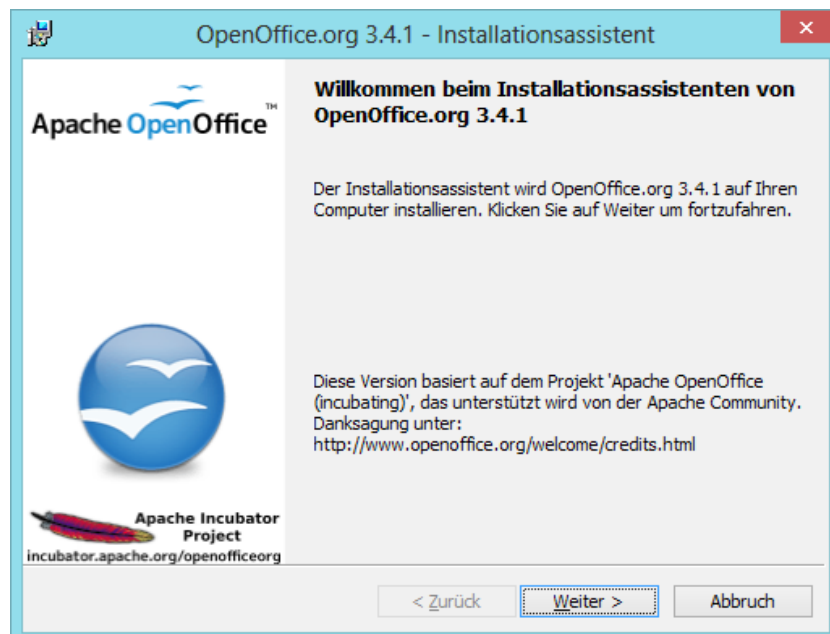 OpenOffice.org 3.4.1 - Installationsassistent
Apache OpenOffice™
Willkommen beim Installationsassistenten von
OpenOffice.org 3.4.1
Der Installationsassistent wird OpenOffice.org 3.4.1 auf Ihren
Computer installieren. Klicken Sie auf Weiter um fortzufahren.
Diese Version basiert auf dem Projekt 'Apache OpenOffice
(incubating)', das unterstützt wird von der Apache Community.
Danksagung unter:
http://www.openoffice.org/welcome/credits.html
Apache Incubator
Project
incubator.apache.org/openofficeorg
< Zurück
Weiter >
Abbruch